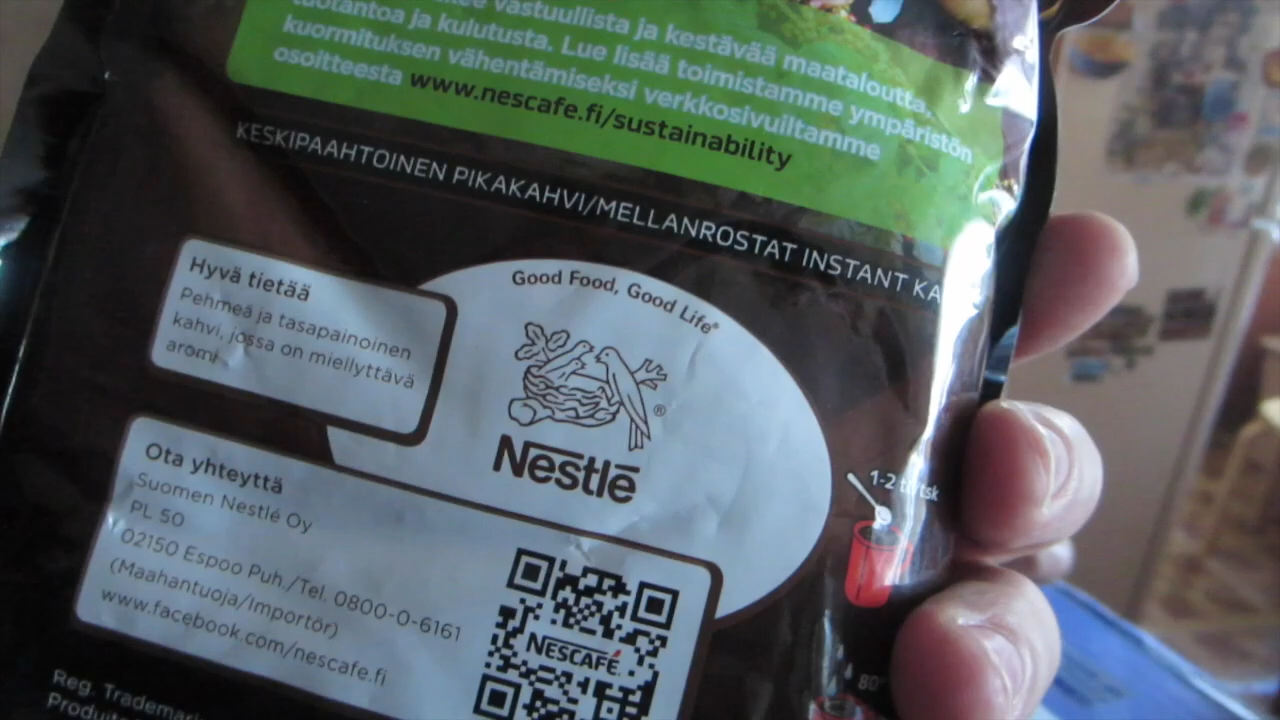 vastuullista ja kestävää maataloutta,
tuotantoa ja kulutusta. Lue lisää toimistamme ympäristön
kuormituksen vähentämiseksi verkkosivuiltamme
osoitteesta www.nescafe.fi/sustainability
KESKIPAAHTOINEN PIKAKAHVI/MELLANROSTAT INSTANT
Hyvä tietää
Pehmeä ja tasapainoinen
kahvi, jossa on miellyttävä
aromi.
Good Food, Good Life®
®
Nestlé
1-2 tl/tsk
80°
Ota yhteyttä
Suomen Nestlé Oy
PL 50
02150 Espoo Puh./Tel. 0800-0-6161
(Maahantuoja/Importör)
www.facebook.com/nescafe.fi
NESCAFÉ
Reg.